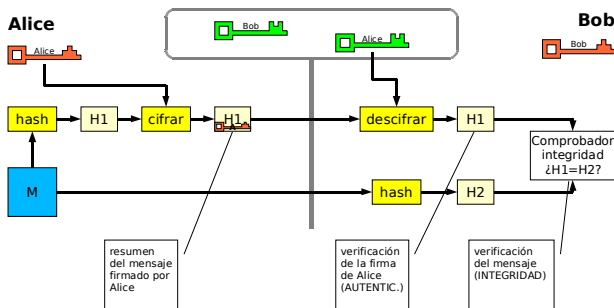 Alice
Bob
Alice
Bob
Alice
Bob
hash
H1
cifrar
H1
descifrar
H1
Comprobador
integridad
¿H1=H2?
M
hash
H2
resumen
del mensaje
firmado por
Alice
verificación
de la firma
de Alice
(AUTENTIC.)
verificación
del mensaje
(INTEGRIDAD)